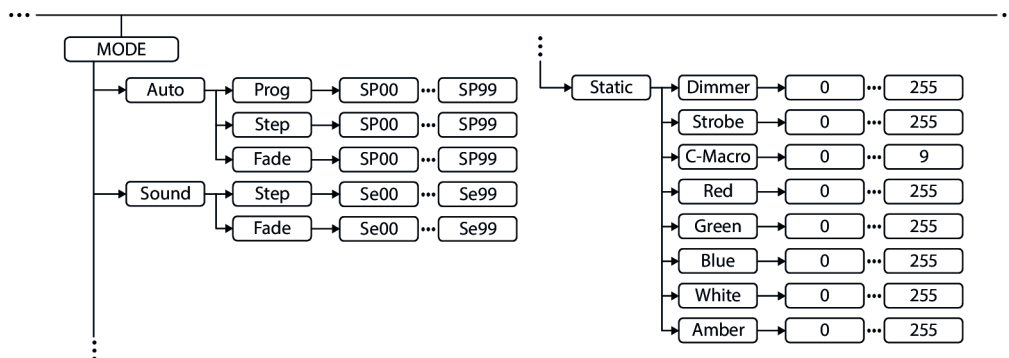 MODE
Auto Prog SP00 ••• SP99
Step SP00 ••• SP99
Fade SP00 ••• SP99
Sound Step Se00 ••• Se99
Fade Se00 ••• Se99
Static Dimmer 0 ••• 255
Strobe 0 ••• 255
C-Macro 0 ••• 9
Red 0 ••• 255
Green 0 ••• 255
Blue 0 ••• 255
White 0 ••• 255
Amber 0 ••• 255